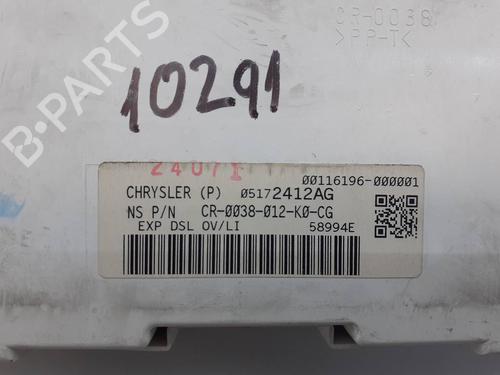 CR-0038
>PP-T<
10291
B-PARTS
24071
00116196-000001
CHRYSLER (P) 05172412AG
NS P/N CR-0038-012-K0-CG
EXP DSL OV/LI 58994E